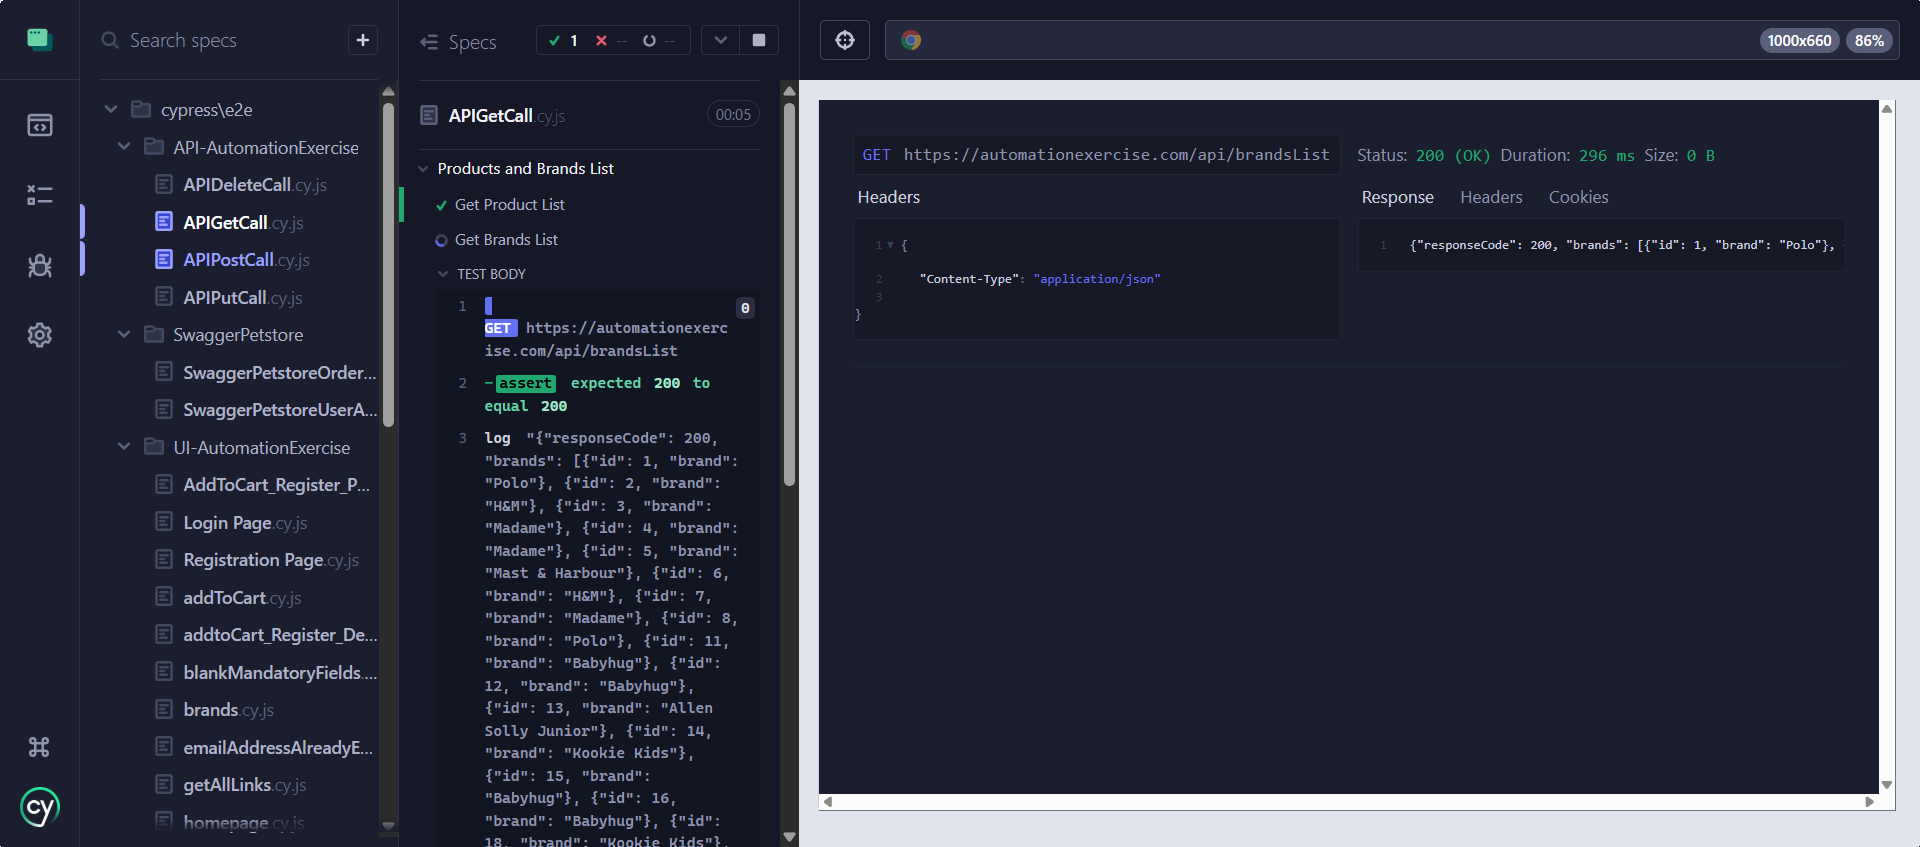 Search specs
+
cypress\e2e
API-AutomationExercise
APIDeleteCall.cy.js
APIGetCall.cy.js
APIPostCall.cy.js
APIPutCall.cy.js
SwaggerPetstore
SwaggerPetstoreOrder...
SwaggerPetstoreUserA...
UI-AutomationExercise
AddToCart_Register_P...
Login Page.cy.js
Registration Page.cy.js
addToCart.cy.js
addtoCart_Register_De...
blankMandatoryFields....
brands.cy.js
emailAddressAlreadyE...
getAllLinks.cy.js
homepage.cy.js
cy
Specs
1 -- --
APIGetCall.cy.js 00:05
Products and Brands List
Get Product List
Get Brands List
TEST BODY
1 0
GET https://automationexerc
ise.com/api/brandsList
2 -assert expected 200 to
equal 200
3 log "{"responseCode": 200,
"brands": [{"id": 1, "brand":
"Polo"}, {"id": 2, "brand":
"H&M"}, {"id": 3, "brand":
"Madame"}, {"id": 4, "brand":
"Madame"}, {"id": 5, "brand":
"Mast & Harbour"}, {"id": 6,
"brand": "H&M"}, {"id": 7,
"brand": "Madame"}, {"id": 8,
"brand": "Polo"}, {"id": 11,
"brand": "Babyhug"}, {"id":
12, "brand": "Babyhug"},
{"id": 13, "brand": "Allen
Solly Junior"}, {"id": 14,
"brand": "Kookie Kids"},
{"id": 15, "brand":
"Babyhug"}, {"id": 16,
"brand": "Babyhug"}, {"id":
18, "brand": "Kookie Kids"},
1000x660 86%
GET https://automationexercise.com/api/brandsList
Status: 200 (OK) Duration: 296 ms Size: 0 B
Headers
1 {
2 "Content-Type": "application/json"
3
}
Response Headers Cookies
1 {"responseCode": 200, "brands": [{"id": 1, "brand": "Polo"},